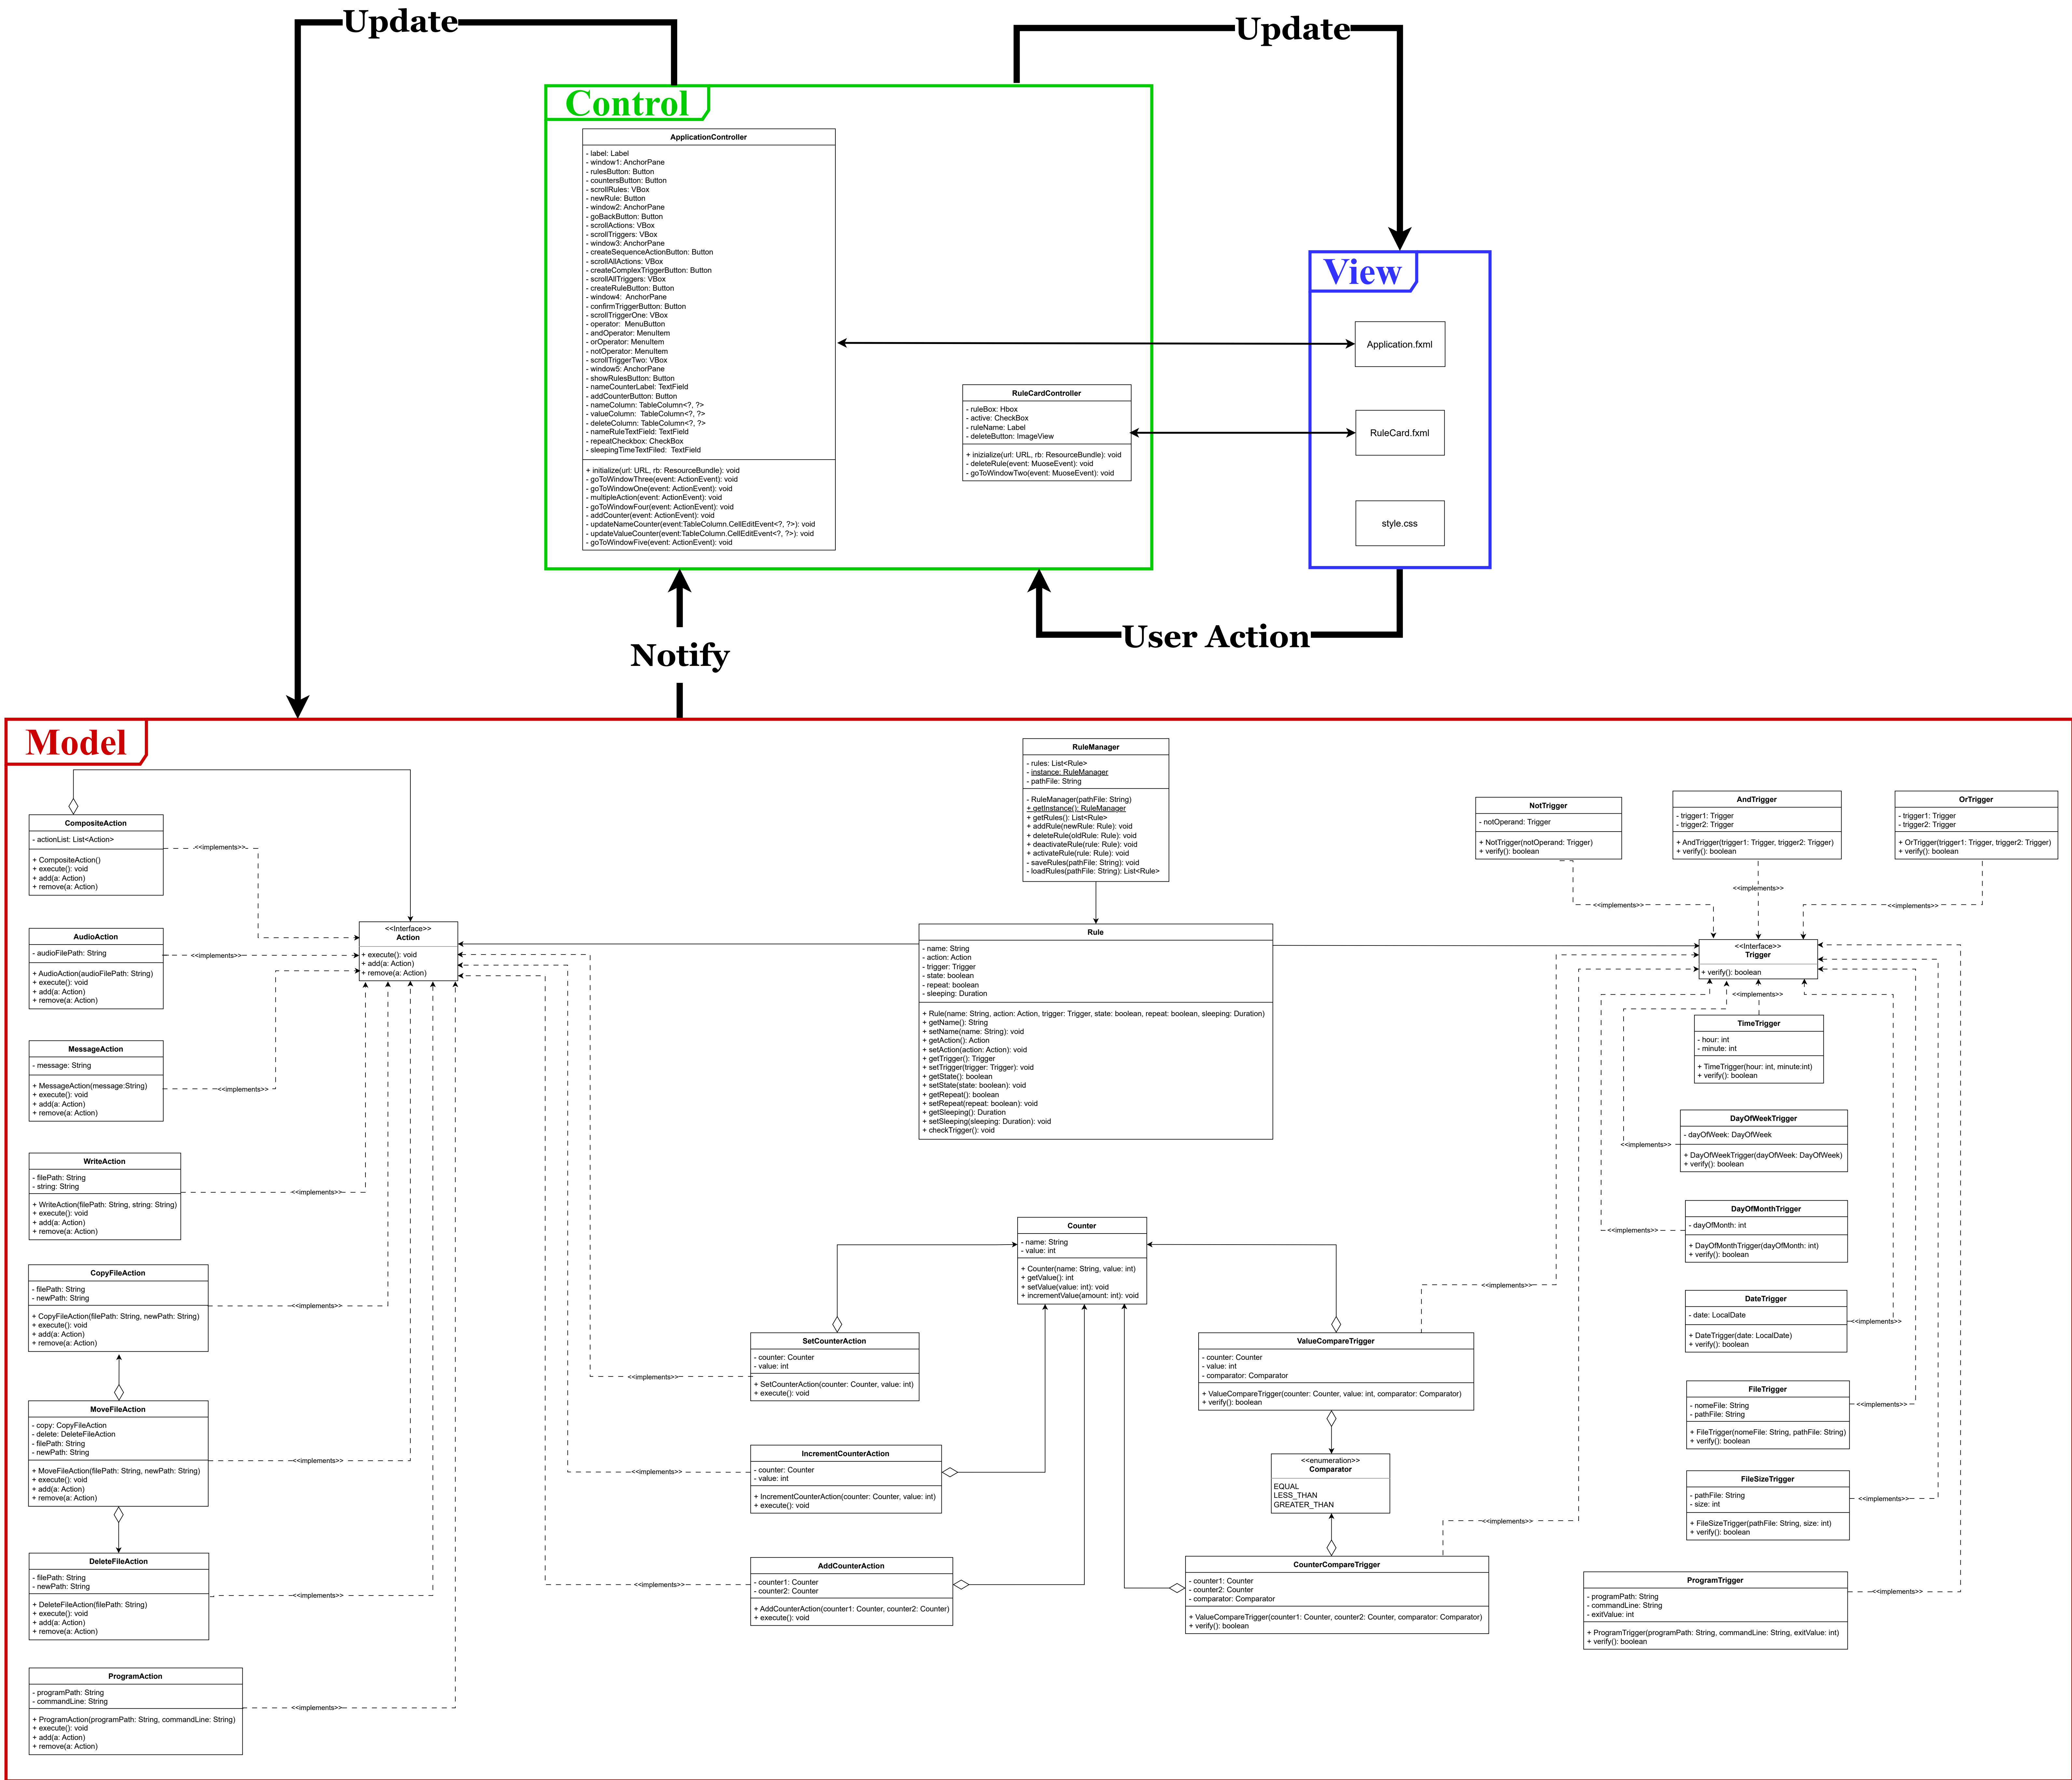 Update
Update
Control
ApplicationController
- label: Label
- window1: AnchorPane
- rulesButton: Button
- countersButton: Button
- scrollRules: VBox
- newRule: Button
- window2: AnchorPane
- goBackButton: Button
- scrollActions: VBox
- scrollTriggers: VBox
- window3: AnchorPane
- createSequenceActionButton: Button
- scrollAllActions: VBox
- createComplexTriggerButton: Button
- scrollAllTriggers: VBox
- createRuleButton: Button
- window4:  AnchorPane
- confirmTriggerButton: Button
- scrollTriggerOne: VBox
- operator:  MenuButton
- andOperator: MenuItem
- orOperator: MenuItem
- notOperator: MenuItem
- scrollTriggerTwo: VBox
- window5: AnchorPane
- showRulesButton: Button
- nameCounterLabel: TextField
- addCounterButton: Button
- nameColumn: TableColumn<?, ?>
- valueColumn:  TableColumn<?, ?>
- deleteColumn: TableColumn<?, ?>
- nameRuleTextField: TextField
- repeatCheckbox: CheckBox
- sleepingTimeTextFiled:  TextField
+ initialize(url: URL, rb: ResourceBundle): void
- goToWindowThree(event: ActionEvent): void
- goToWindowOne(event: ActionEvent): void
- multipleAction(event: ActionEvent): void
- goToWindowFour(event: ActionEvent): void
- addCounter(event: ActionEvent): void
- updateNameCounter(event:TableColumn.CellEditEvent<?, ?>): void
- updateValueCounter(event:TableColumn.CellEditEvent<?, ?>): void
- goToWindowFive(event: ActionEvent): void
RuleCardController
- ruleBox: Hbox
- active: CheckBox
- ruleName: Label
- deleteButton: ImageView
+ inizialize(url: URL, rb: ResourceBundle): void
- deleteRule(event: MuoseEvent): void
- goToWindowTwo(event: MuoseEvent): void
View
Application.fxml
RuleCard.fxml
style.css
User Action
Notify
Model
CompositeAction
- actionList: List<Action>
+ CompositeAction()
+ execute(): void
+ add(a: Action)
+ remove(a: Action)
<<implements>>
AudioAction
- audioFilePath: String
+ AudioAction(audioFilePath: String)
+ execute(): void
+ add(a: Action)
+ remove(a: Action)
<<implements>>
MessageAction
- message: String
+ MessageAction(message:String)
+ execute(): void
+ add(a: Action)
+ remove(a: Action)
<<implements>>
WriteAction
- filePath: String
- string: String
+ WriteAction(filePath: String, string: String)
+ execute(): void
+ add(a: Action)
+ remove(a: Action)
<<implements>>
CopyFileAction
- filePath: String
- newPath: String
+ CopyFileAction(filePath: String, newPath: String)
+ execute(): void
+ add(a: Action)
+ remove(a: Action)
<<implements>>
MoveFileAction
- copy: CopyFileAction
- delete: DeleteFileAction
- filePath: String
- newPath: String
+ MoveFileAction(filePath: String, newPath: String)
+ execute(): void
+ add(a: Action)
+ remove(a: Action)
<<implements>>
DeleteFileAction
- filePath: String
- newPath: String
+ DeleteFileAction(filePath: String)
+ execute(): void
+ add(a: Action)
+ remove(a: Action)
<<implements>>
ProgramAction
- programPath: String
- commandLine: String
+ ProgramAction(programPath: String, commandLine: String)
+ execute(): void
+ add(a: Action)
+ remove(a: Action)
<<implements>>
<<Interface>>
Action
+ execute(): void
+ add(a: Action)
+ remove(a: Action)
RuleManager
- rules: List<Rule>
- instance: RuleManager
- pathFile: String
- RuleManager(pathFile: String)
+ getInstance(): RuleManager
+ getRules(): List<Rule>
+ addRule(newRule: Rule): void
+ deleteRule(oldRule: Rule): void
+ deactivateRule(rule: Rule): void
+ activateRule(rule: Rule): void
- saveRules(pathFile: String): void
- loadRules(pathFile: String): List<Rule>
Rule
- name: String
- action: Action
- trigger: Trigger
- state: boolean
- repeat: boolean
- sleeping: Duration
+ Rule(name: String, action: Action, trigger: Trigger, state: boolean, repeat: boolean, sleeping: Duration)
+ getName(): String
+ setName(name: String): void
+ getAction(): Action
+ setAction(action: Action): void
+ getTrigger(): Trigger
+ setTrigger(trigger: Trigger): void
+ getState(): boolean
+ setState(state: boolean): void
+ getRepeat(): boolean
+ setRepeat(repeat: boolean): void
+ getSleeping(): Duration
+ setSleeping(sleeping: Duration): void
+ checkTrigger(): void
Counter
- name: String
- value: int
+ Counter(name: String, value: int)
+ getValue(): int
+ setValue(value: int): void
+ incrementValue(amount: int): void
SetCounterAction
- counter: Counter
- value: int
+ SetCounterAction(counter: Counter, value: int)
+ execute(): void
<<implements>>
IncrementCounterAction
- counter: Counter
- value: int
+ IncrementCounterAction(counter: Counter, value: int)
+ execute(): void
<<implements>>
AddCounterAction
- counter1: Counter
- counter2: Counter
+ AddCounterAction(counter1: Counter, counter2: Counter)
+ execute(): void
<<implements>>
ValueCompareTrigger
- counter: Counter
- value: int
- comparator: Comparator
+ ValueCompareTrigger(counter: Counter, value: int, comparator: Comparator)
+ verify(): boolean
<<implements>>
<<enumeration>>
Comparator
EQUAL
LESS_THAN
GREATER_THAN
CounterCompareTrigger
- counter1: Counter
- counter2: Counter
- comparator: Comparator
+ ValueCompareTrigger(counter1: Counter, counter2: Counter, comparator: Comparator)
+ verify(): boolean
<<implements>>
NotTrigger
- notOperand: Trigger
+ NotTrigger(notOperand: Trigger)
+ verify(): boolean
<<implements>>
AndTrigger
- trigger1: Trigger
- trigger2: Trigger
+ AndTrigger(trigger1: Trigger, trigger2: Trigger)
+ verify(): boolean
<<implements>>
OrTrigger
- trigger1: Trigger
- trigger2: Trigger
+ OrTrigger(trigger1: Trigger, trigger2: Trigger)
+ verify(): boolean
<<implements>>
<<Interface>>
Trigger
+ verify(): boolean
<<implements>>
TimeTrigger
- hour: int
- minute: int
+ TimeTrigger(hour: int, minute:int)
+ verify(): boolean
DayOfWeekTrigger
- dayOfWeek: DayOfWeek
+ DayOfWeekTrigger(dayOfWeek: DayOfWeek)
+ verify(): boolean
<<implements>>
DayOfMonthTrigger
- dayOfMonth: int
+ DayOfMonthTrigger(dayOfMonth: int)
+ verify(): boolean
<<implements>>
DateTrigger
- date: LocalDate
+ DateTrigger(date: LocalDate)
+ verify(): boolean
<<implements>>
FileTrigger
- nomeFile: String
- pathFile: String
+ FileTrigger(nomeFile: String, pathFile: String)
+ verify(): boolean
<<implements>>
FileSizeTrigger
- pathFile: String
- size: int
+ FileSizeTrigger(pathFile: String, size: int)
+ verify(): boolean
<<implements>>
ProgramTrigger
- programPath: String
- commandLine: String
- exitValue: int
+ ProgramTrigger(programPath: String, commandLine: String, exitValue: int)
+ verify(): boolean
<<implements>>